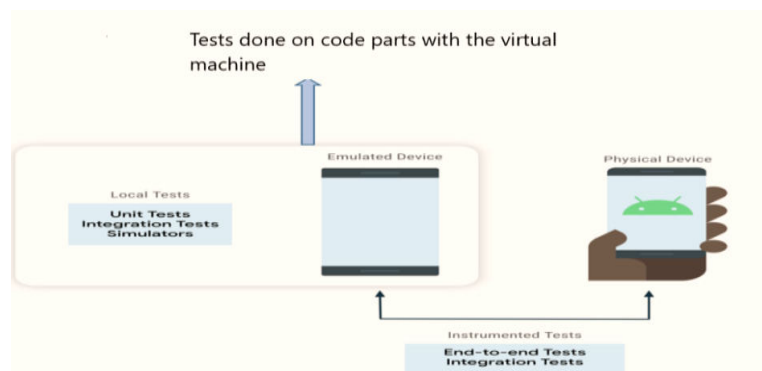 Tests done on code parts with the virtual
machine
Emulated Device
Physical Device
Local Tests
Unit Tests
Integration Tests
Simulators
Instrumented Tests
End-to-end Tests
Integration Tests